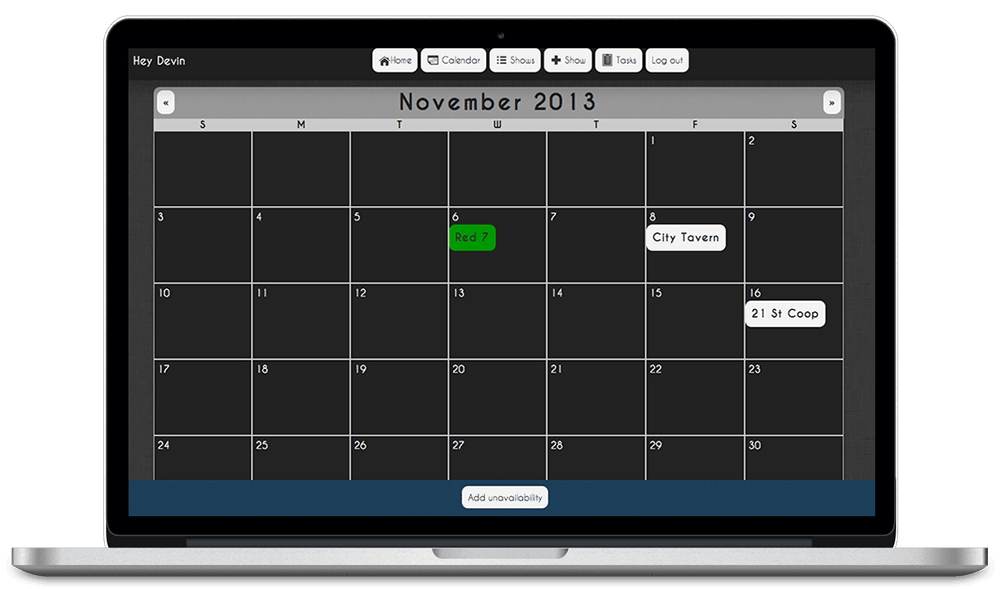 Hey Devin
Home Calendar Shows Show Tasks Log out
« November 2013 »
S M T W T F S
1 2
3 4 5 6 7 8 9
Red 7 City Tavern
10 11 12 13 14 15 16
21 St Coop
17 18 19 20 21 22 23
24 25 26 27 28 29 30
Add unavailability